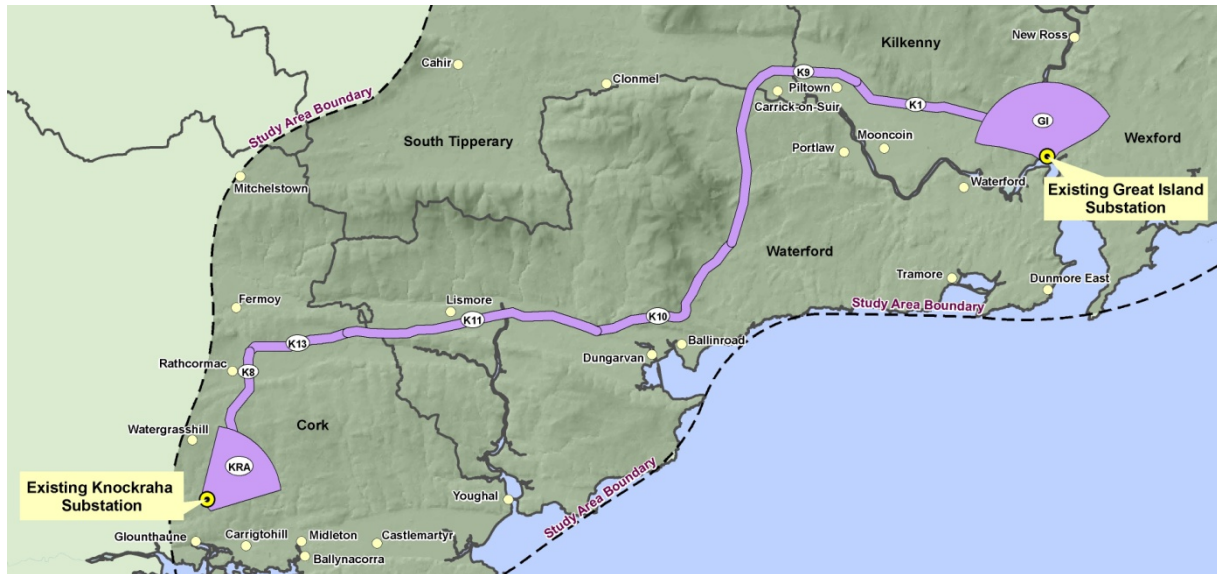 New Ross
Kilkenny
Cahir
K9
Clonmel
Piltown
K1
Carrick-on-Suir
GI
Wexford
Study Area Boundary
South Tipperary
Mooncoin
Portlaw
Mitchelstown
Waterford
Existing Great Island
Substation
Waterford
Tramore
Dunmore East
Study Area Boundary
Fermoy
Lismore
K11
K10
K13
Ballinroad
Dungarvan
Rathcormac
K8
Cork
Watergrasshill
KRA
Existing Knockraha
Substation
Youghal
Study Area Boundary
Glounthaune
Carrigtohill
Midleton
Castlemartyr
Ballynacorra